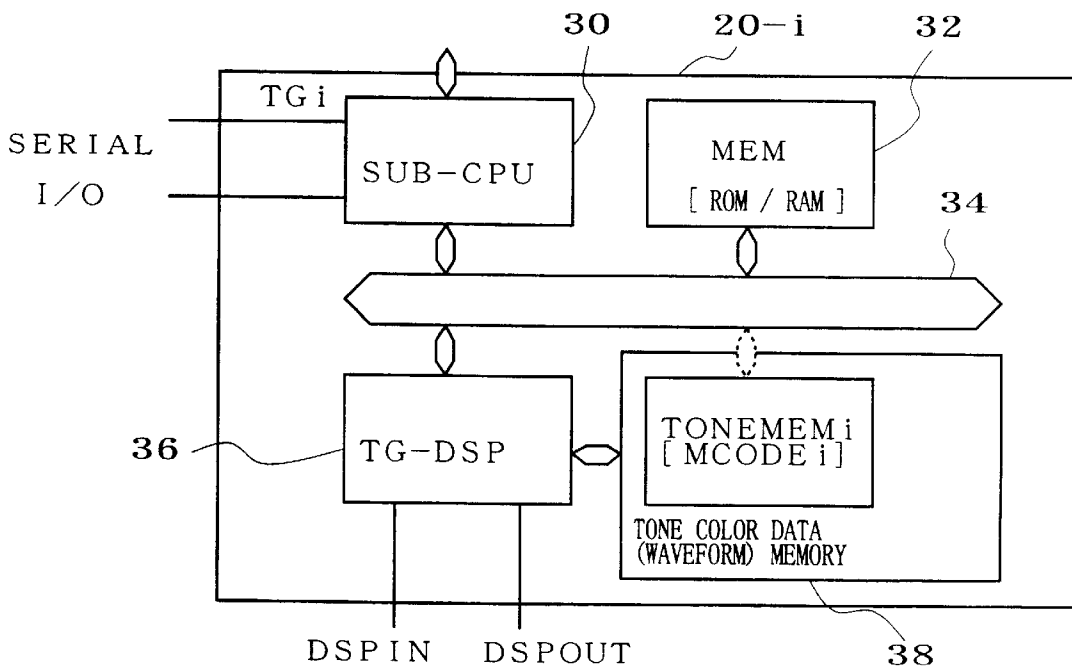 30
20-i
32
TGi
SERIAL
I/O
SUB-CPU
MEM
[ ROM / RAM ]
34
36
TG-DSP
TONEMEMi
[ MCODEi]
TONE COLOR DATA
(WAVEFORM) MEMORY
DSPIN
DSPOUT
38